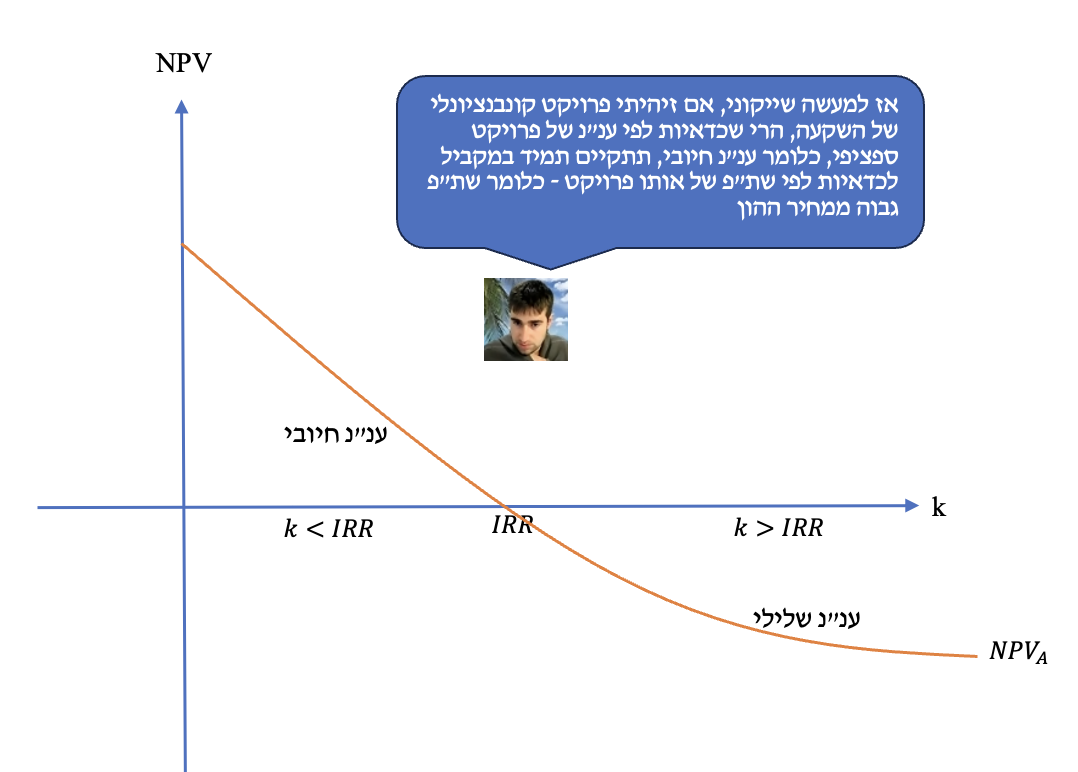 NPV
אז למעשה שייקוני, אם זיהיתי פרויקט קונבנציונלי
של השקעה, הרי שכדאיות לפי ענ״נ של פרויקט
ספציפי, כלומר ענ״נ חיובי, תתקיים תמיד במקביל
לכדאיות לפי שת״פ של אותו פרויקט - כלומר שת״פ
גבוה ממחיר ההון
ענ״נ חיובי
k
k < IRR
IRR
k > IRR
ענ״נ שלילי
NPV_A